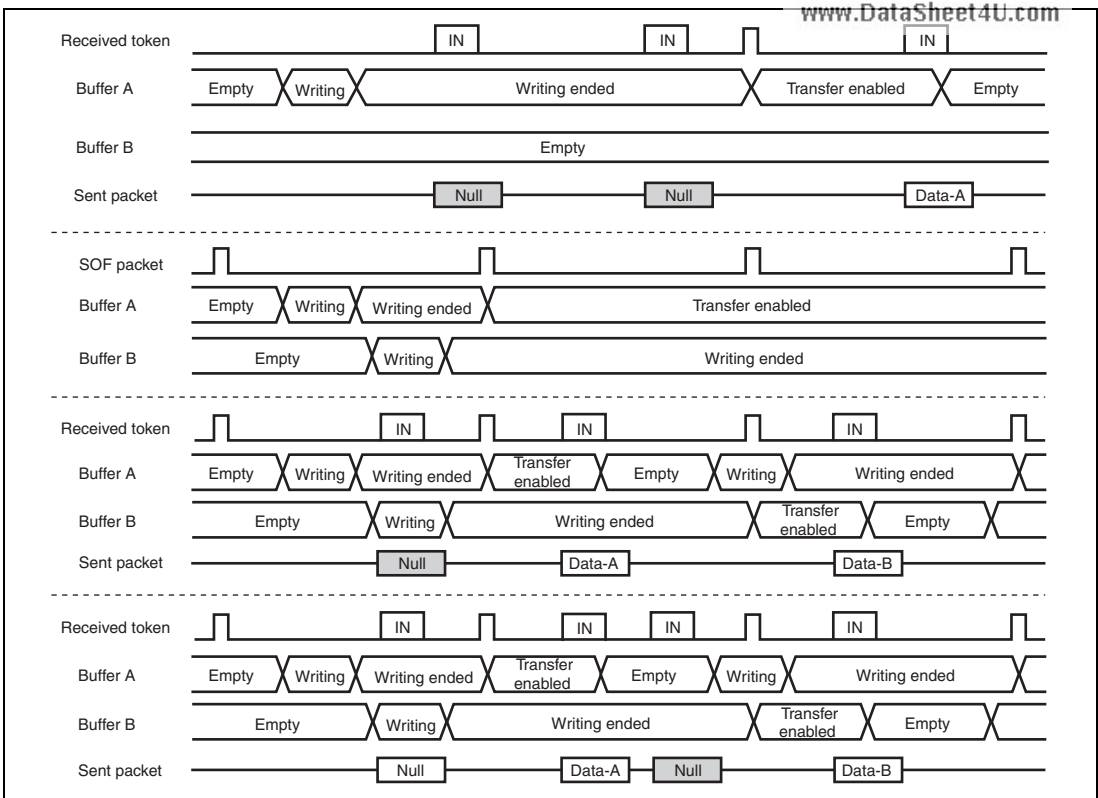 www.DataSheet4U.com
Received token IN IN IN
Buffer A Empty Writing Writing ended Transfer enabled Empty
Buffer B Empty
Sent packet Null Null Data-A
SOF packet
Buffer A Empty Writing Writing ended Transfer enabled
Buffer B Empty Writing Writing ended
Received token IN IN IN
Buffer A Empty Writing Writing ended Transfer enabled Empty Writing Writing ended
Buffer B Empty Writing Writing ended Transfer enabled Empty
Sent packet Null Data-A Data-B
Received token IN IN IN IN
Buffer A Empty Writing Writing ended Transfer enabled Empty Writing Writing ended
Buffer B Empty Writing Writing ended Transfer enabled Empty
Sent packet Null Data-A Null Data-B